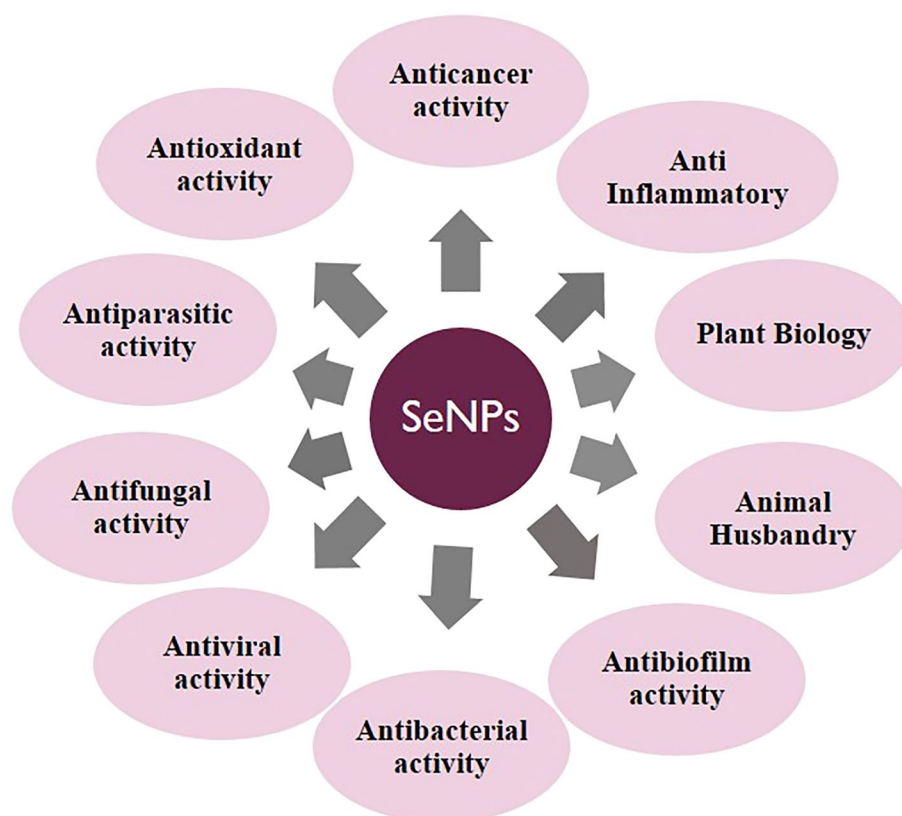 Anticancer
activity
Anti
Inflammatory
Plant Biology
Animal
Husbandry
Antibiofilm
activity
Antibacterial
activity
Antiviral
activity
Antifungal
activity
Antiparasitic
activity
Antioxidant
activity
SeNPs